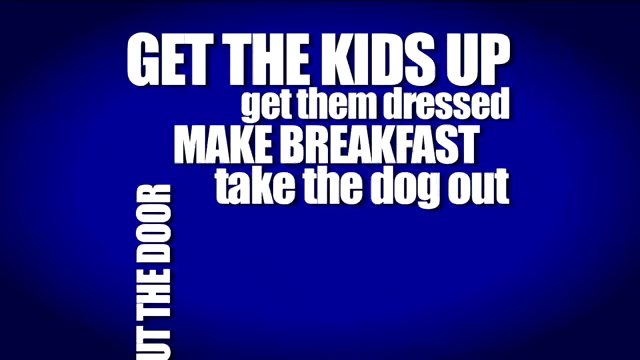 GET THE KIDS UP
get them dressed
MAKE BREAKFAST
take the dog out
UT THE DOOR